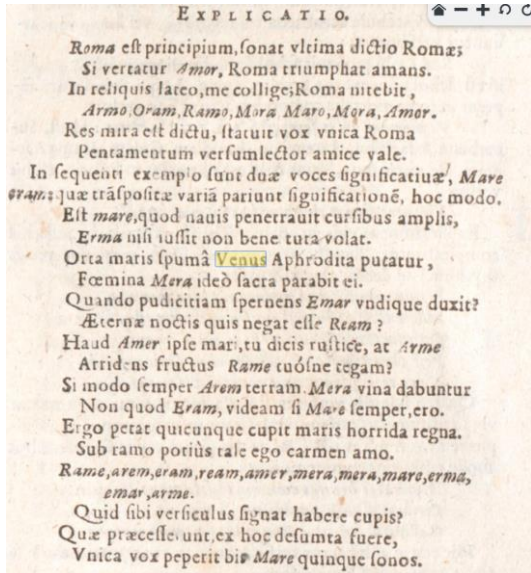 EXPLICATIO.
Roma eſt principium, ſonat vltima dictio Romæ;
Si vertatur Amor, Roma triumphat amans.
In reliquis lateo, me collige; Roma nitebit,
Armo, Oram, Ramo, Mora Maro, Mora, Amor.
Res mira eſt dictu, ſtatuit vox vnica Roma
Pentamentum verſum lector amice vale.
In ſequenti exemplo ſunt duæ voces ſignificatiuæ, Mare
eram: quæ trãſpoſitæ variã pariunt ſignificationẽ, hoc modo.
Eſt mare, quod nauis penetrauit curſibus amplis,
Erma niſi iuſſit non bene tuta volat.
Orta maris ſpumâ Venus Aphrodita putatur,
Fœmina Mera ideò ſacra parabit ei.
Quando pudicitiam ſpernens Emar vndique duxit?
Æternæ noctis quis negat eſſe Ream?
Haud Amer ipſe mari, tu dicis ruſticè, at Arme
Arridens fructus Rame tuóſne tegam?
Si modo ſemper Arem terram. Mera vina dabuntur
Non quod Eram, videam ſi Mare ſemper, ero.
Ergo petat quicunque cupit maris horrida regna.
Sub ramo potiùs tale ego carmen amo.
Rame, arem, eram, ream, amer, mera, mera, mare, erma,
emar, arme.
Quid ſibi verſiculus ſignat habere cupis?
Quæ præceſſerunt, ex hoc deſumta fuere,
Vnica vox peperit bis Mare quinque ſonos.